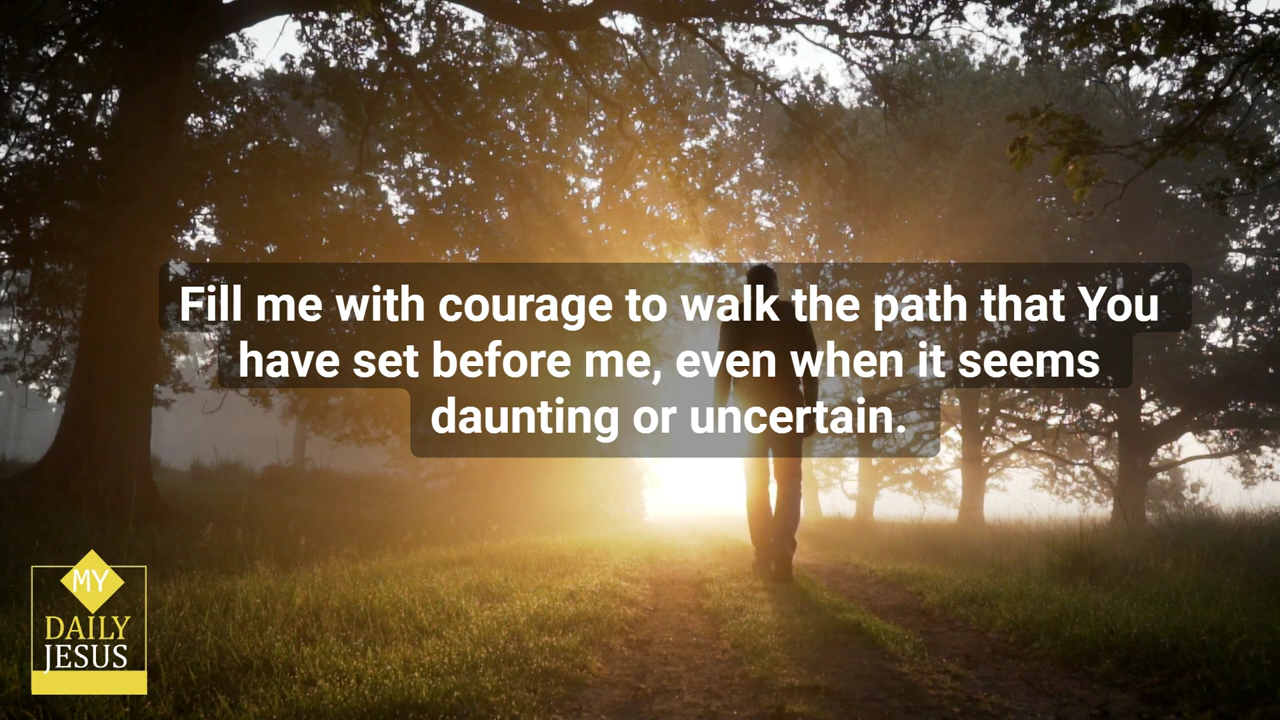 Fill me with courage to walk the path that You
have set before me, even when it seems
daunting or uncertain.
MY
DAILY
JESUS